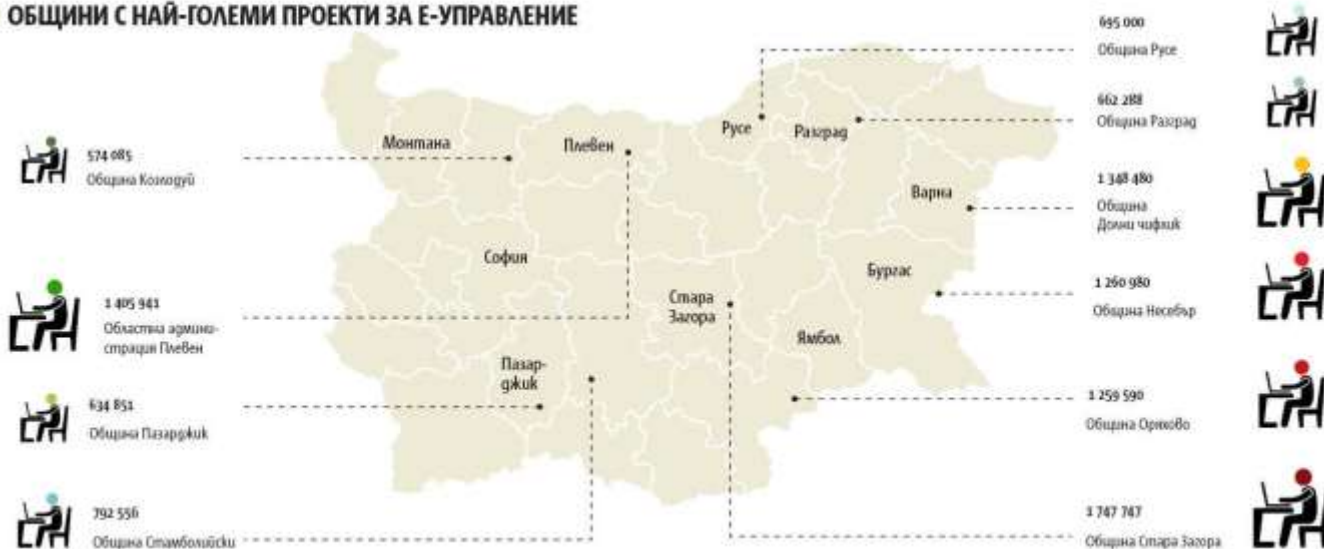 ОБЩИНИ С НАЙ-ГОЛЕМИ ПРОЕКТИ ЗА Е-УПРАВЛЕНИЕ
574 085
Община Козлодуй
1 405 941
Областна админи-
страция Плевен
634 851
Община Пазарджик
792 556
Община Стамболийски
Монтана
Плевен
Русе
Разград
Варна
София
Бургас
Стара
Загора
Ямбол
Пазар-
джик
695 000
Община Русе
662 288
Община Разград
1 348 480
Община
Долни чифлик
1 260 980
Община Несебър
1 259 590
Община Оряхово
1 747 747
Община Стара Загора